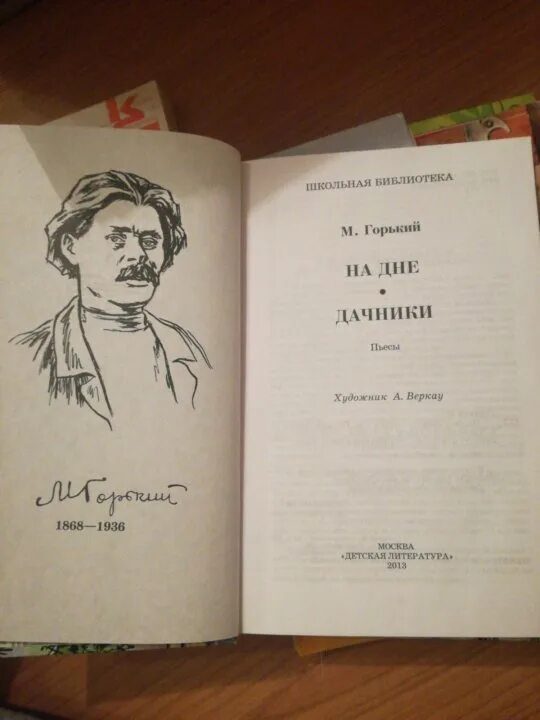 М Горький
1868—1936
ШКОЛЬНАЯ БИБЛИОТЕКА
М. Горький
НА ДНЕ
•
ДАЧНИКИ
Пьесы
Художник А. Веркау
МОСКВА
«ДЕТСКАЯ ЛИТЕРАТУРА»
2013